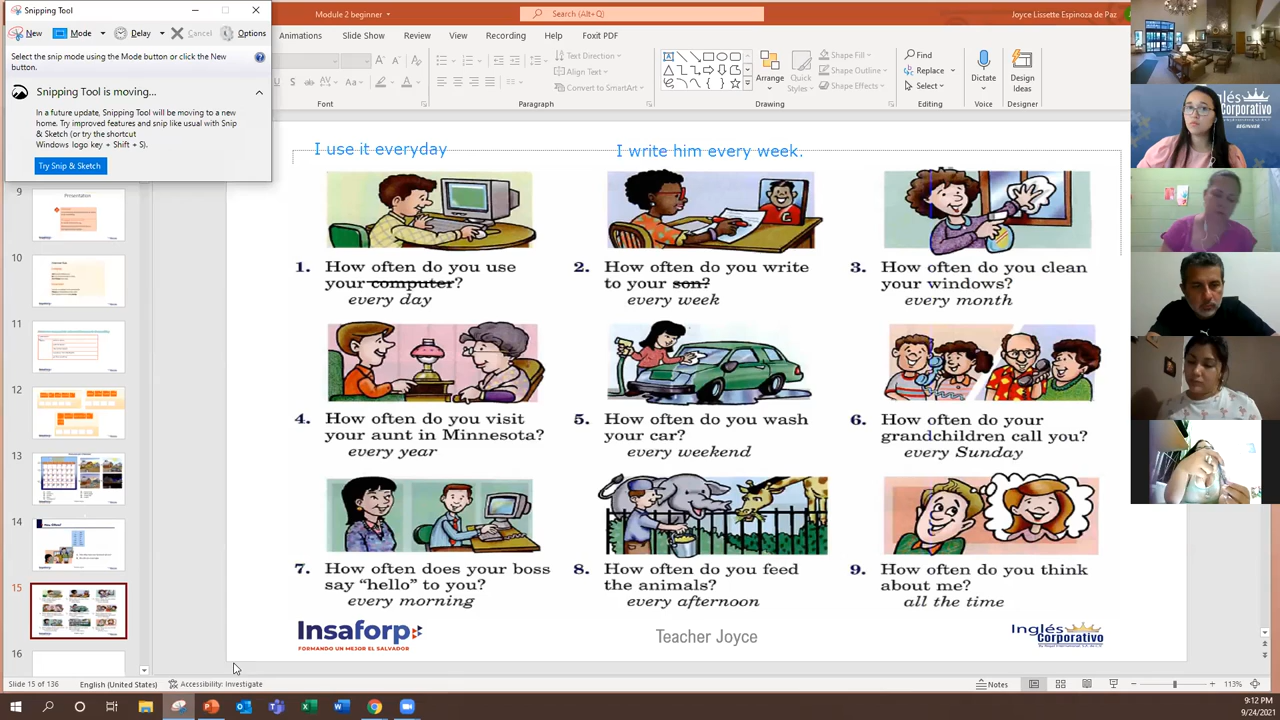 Snipping Tool
New Mode Delay Cancel Options
Select the snip mode using the Mode button or click the New
button.
Snipping Tool is moving...
In a future update, Snipping Tool will be moving to a new
home. Try improved features and snip like usual with Snip
& Sketch (or try the shortcut
Windows logo key + Shift + S).
Try Snip & Sketch
Module 2 beginner
Search (Alt+Q)
Joyce Lissette Espinoza de Paz
Animations Slide Show Review View Recording Help Foxit PDF
Text Direction
Align Text
Convert to SmartArt
Arrange
Quick
Styles
Shape Fill
Shape Outline
Shape Effects
Find
Replace
Select
Dictate
Design
Ideas
Font Paragraph Drawing Editing Voice Designer
I use it everyday
I write him every week.
1. How often do you use
your computer?
every day
2. How often do you write
to your son?
every week
3. How often do you clean
your windows?
every month
4. How often do you visit
your aunt in Minnesota?
every year
5. How often do you wash
your car?
every weekend
6. How often do your
grandchildren call you?
every Sunday
7. How often does your boss
say “hello” to you?
every morning
8. How often do you feed
the animals?
every afternoon
9. How often do you think
about me?
all the time
Insaforp
FORMANDO UN MEJOR EL SALVADOR
Teacher Joyce
Inglés
Corporativo
9
10
11
12
13
14
15
16
Inglés
Corporativo
BEGINNER
Slide 15 of 136 English (United States) Accessibility: Investigate
Notes
113%
9:12 PM
9/24/2021